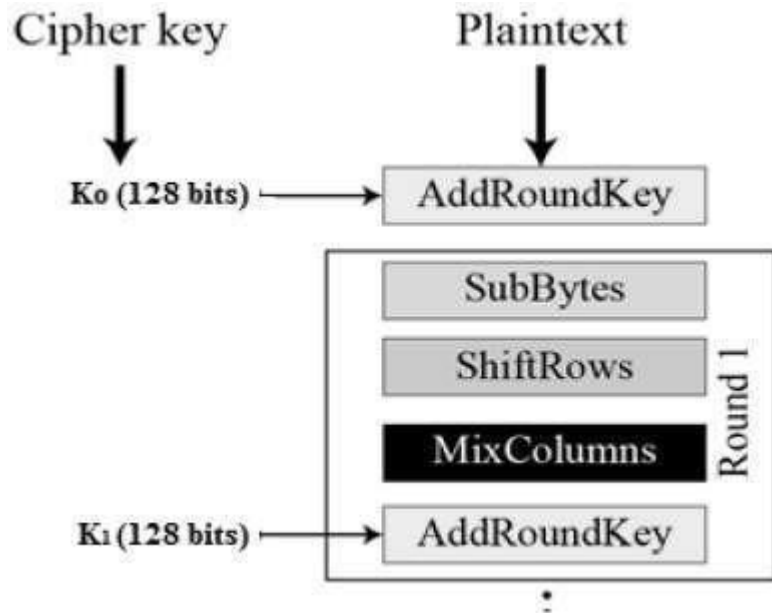 Cipher key
Plaintext
K₀ (128 bits)
AddRoundKey
SubBytes
ShiftRows
MixColumns
Round 1
K₁ (128 bits)
AddRoundKey